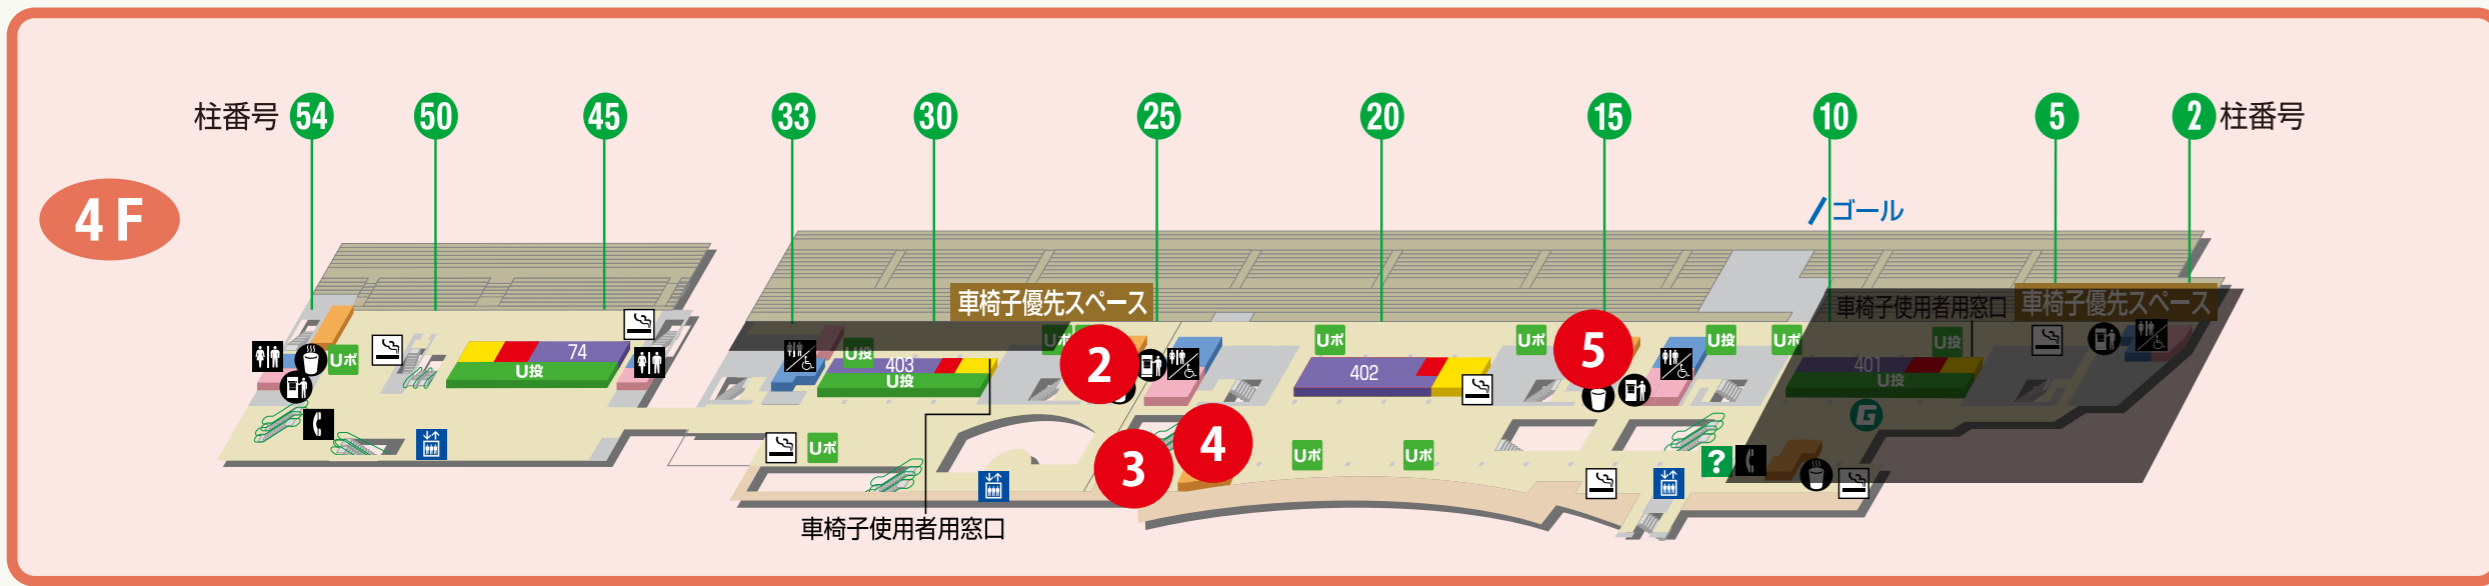 柱番号 54 50 45 33 30 25 20 15 10 5 2 柱番号
4F
ゴール
車椅子優先スペース
車椅子使用者用窓口 車椅子優先スペース
Uポ Uポ Uポ U投 Uポ U投
Uポ 74 U投 403 U投 U投 2 402 5 401 U投
3 4
Uポ Uポ Uポ ? G
車椅子使用者用窓口